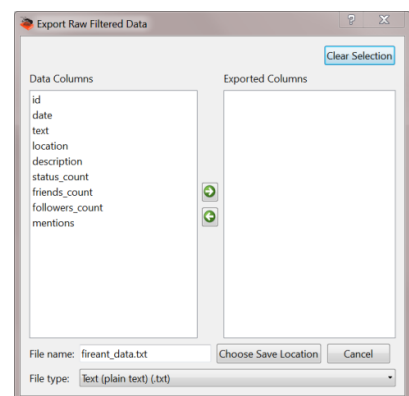 Export Raw Filtered Data
Clear Selection
Data Columns Exported Columns
id
date
text
location
description
status_count
friends_count
followers_count
mentions
File name: fireant_data.txt Choose Save Location Cancel
File type: Text (plain text) (.txt)